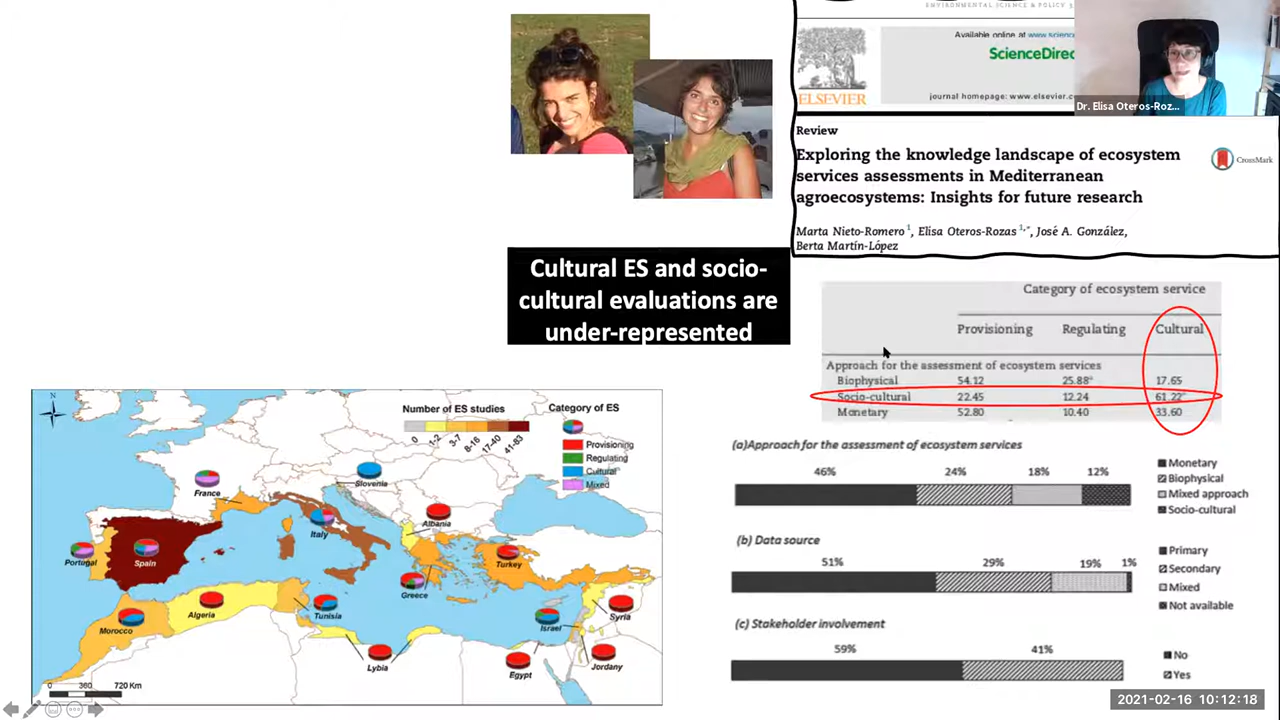 ENVIRONMENTAL SCIENCE & POLICY
Available online at www.scienc
ScienceDirec
ELSEVIER
journal homepage: www.elsevier.c
Dr. Elisa Oteros-Roz...
Review
Exploring the knowledge landscape of ecosystem
services assessments in Mediterranean
agroecosystems: Insights for future research
CrossMark
Marta Nieto-Romero 1, Elisa Oteros-Rozas 1,*, José A. González,
Berta Martín-López
Cultural ES and socio-
cultural evaluations are
under-represented
Category of ecosystem service
Provisioning Regulating Cultural
Approach for the assessment of ecosystem services
Biophysical 54.12 25.88a 17.65
Socio-cultural 22.45 12.24 61.22
Monetary 52.80 10.40 33.60
N
Number of ES studies
0 1-2 3-7 8-16 17-40 41-83
Category of ES
Provisioning
Regulating
Cultural
Mixed
France
Slovenia
Italy
Albania
Portugal
Spain
Greece
Turkey
Morocco
Algeria
Tunisia
Lybia
Egypt
Israel
Syria
Jordany
0 360 720 Km
(a)Approach for the assessment of ecosystem services
46% 24% 18% 12%
Monetary
Biophysical
Mixed approach
Socio-cultural
(b) Data source
51% 29% 19% 1%
Primary
Secondary
Mixed
Not available
(c) Stakeholder involvement
59% 41%
No
Yes
2021-02-16 10:12:18